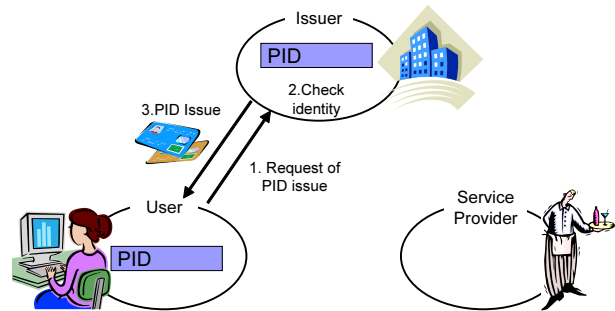 Issuer
PID
2.Check
identity
3.PID Issue
1. Request of
PID issue
User
PID
Service
Provider